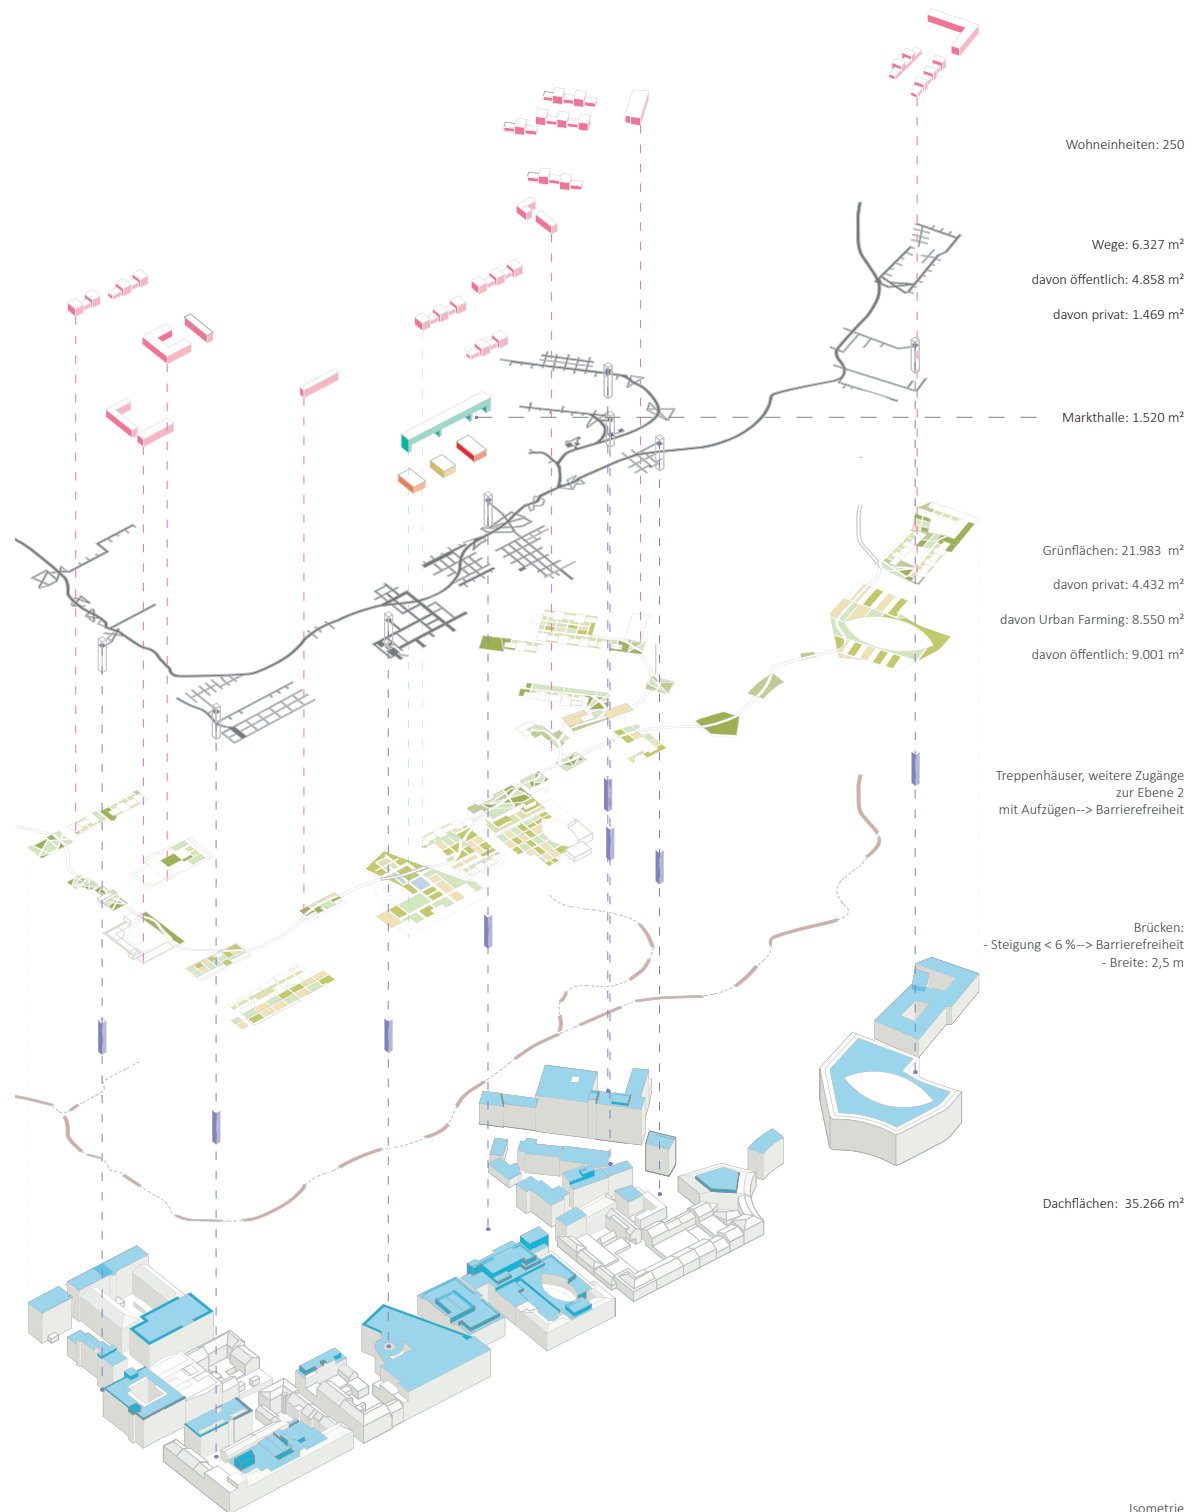 Wohneinheiten: 250
Wege: 6.327 m²
davon öffentlich: 4.858 m²
davon privat: 1.469 m²
Markthalle: 1.520 m²
Grünflächen: 21.983  m²
davon privat: 4.432 m²
davon Urban Farming: 8.550 m²
davon öffentlich: 9.001 m²
Treppenhäuser, weitere Zugänge
zur Ebene 2
mit Aufzügen--> Barrierefreiheit
Brücken:
- Steigung < 6 %--> Barrierefreiheit
- Breite: 2,5 m
Dachflächen:  35.266 m²
Isometrie